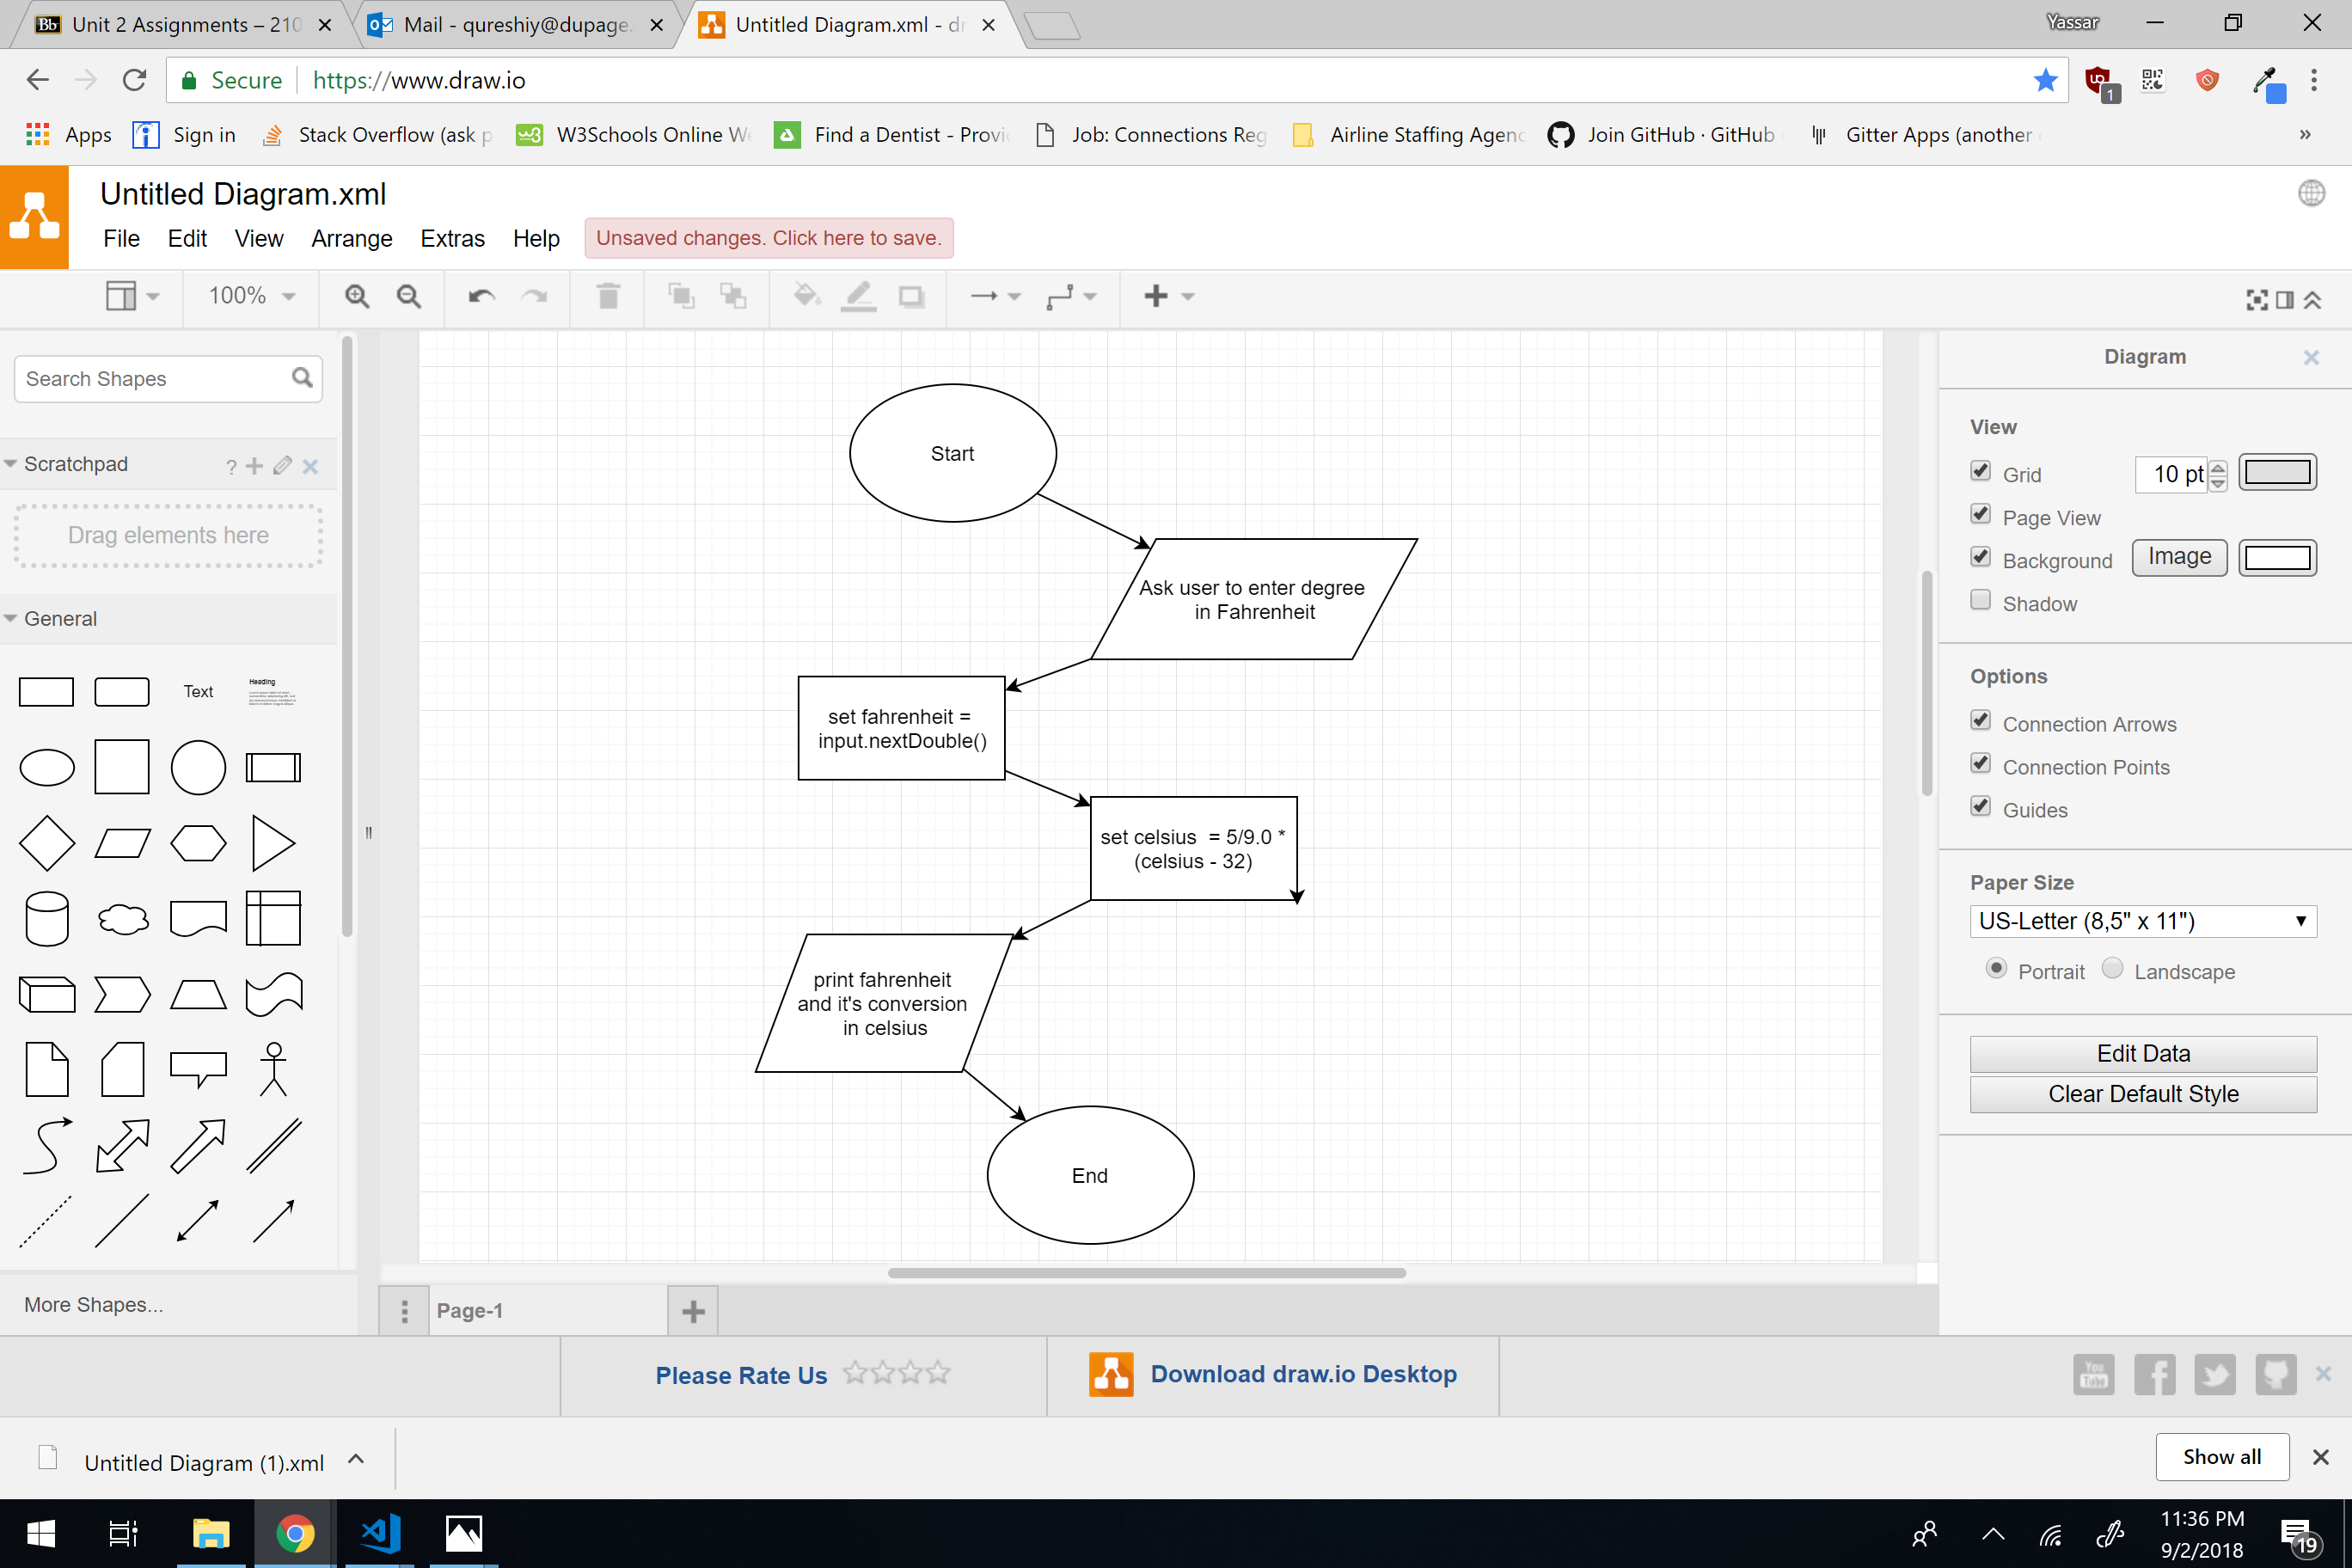 Unit 2 Assignments – 210
Mail - qureshiy@dupage.
Untitled Diagram.xml - dr
Yassar
Secure
https://www.draw.io
1
Apps
Sign in
Stack Overflow (ask p
W3Schools Online We
Find a Dentist - Provi
Job: Connections Reg
Airline Staffing Agenc
Join GitHub · GitHub
Gitter Apps (another
»
Untitled Diagram.xml
File Edit View Arrange Extras Help
Unsaved changes. Click here to save.
100%
Search Shapes
Scratchpad
?
Drag elements here
General
Text
Heading
More Shapes...
Start
Ask user to enter degree
in Fahrenheit
set fahrenheit =
input.nextDouble()
set celsius = 5/9.0 *
(celsius - 32)
print fahrenheit
and it's conversion
in celsius
End
Page-1
Diagram
View
Grid
10 pt
Page View
Background
Image
Shadow
Options
Connection Arrows
Connection Points
Guides
Paper Size
US-Letter (8,5" x 11")
Portrait
Landscape
Edit Data
Clear Default Style
Please Rate Us
Download draw.io Desktop
You
Tube
Untitled Diagram (1).xml
Show all
11:36 PM
9/2/2018
19